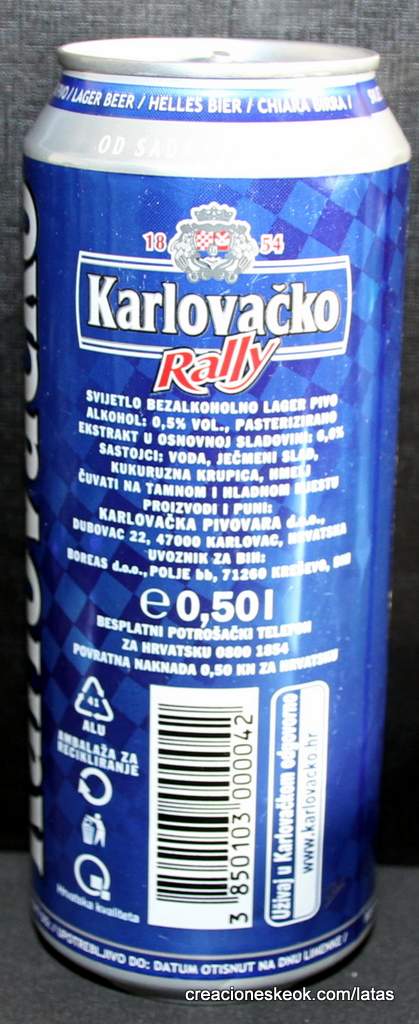 / LAGER BEER / HELLES BIER / CHIARA BIRRA /
OD
18 54
Karlovačko
Rally
SVIJETLO BEZALKOHOLNO LAGER PIVO
ALKOHOL: 0,5% VOL., PASTERIZIRANO
EKSTRAKT U OSNOVNOJ SLADOVINI: 6,6%
SASTOJCI: VODA, JEČMENI SLAD,
KUKURUZNA KRUPICA, HMELJ
ČUVATI NA TAMNOM I HLADNOM MJESTU
PROIZVODI I PUNI:
KARLOVAČKA PIVOVARA d.o.o.,
DUBOVAC 22, 47000 KARLOVAC, HRVATSKA
UVOZNIK ZA BIH:
BOREAS d.o.o., POLJE bb, 71260 KREŠEVO, BIH
e 0,50 l
BESPLATNI POTROŠAČKI TELEFON
ZA HRVATSKU 0800 1854
POVRATNA NAKNADA 0,50 KN ZA HRVATSKU
41
ALU
AMBALAŽA ZA
RECIKLIRANJE
Hrvatska kvaliteta
3 850103 000042
Uživaj u Karlovačkom odgovorno
www.karlovacko.hr
/ UPOTREBLJIVO DO: DATUM OTISNUT NA DNU LIMENKE /
creacioneskeok.com/latas